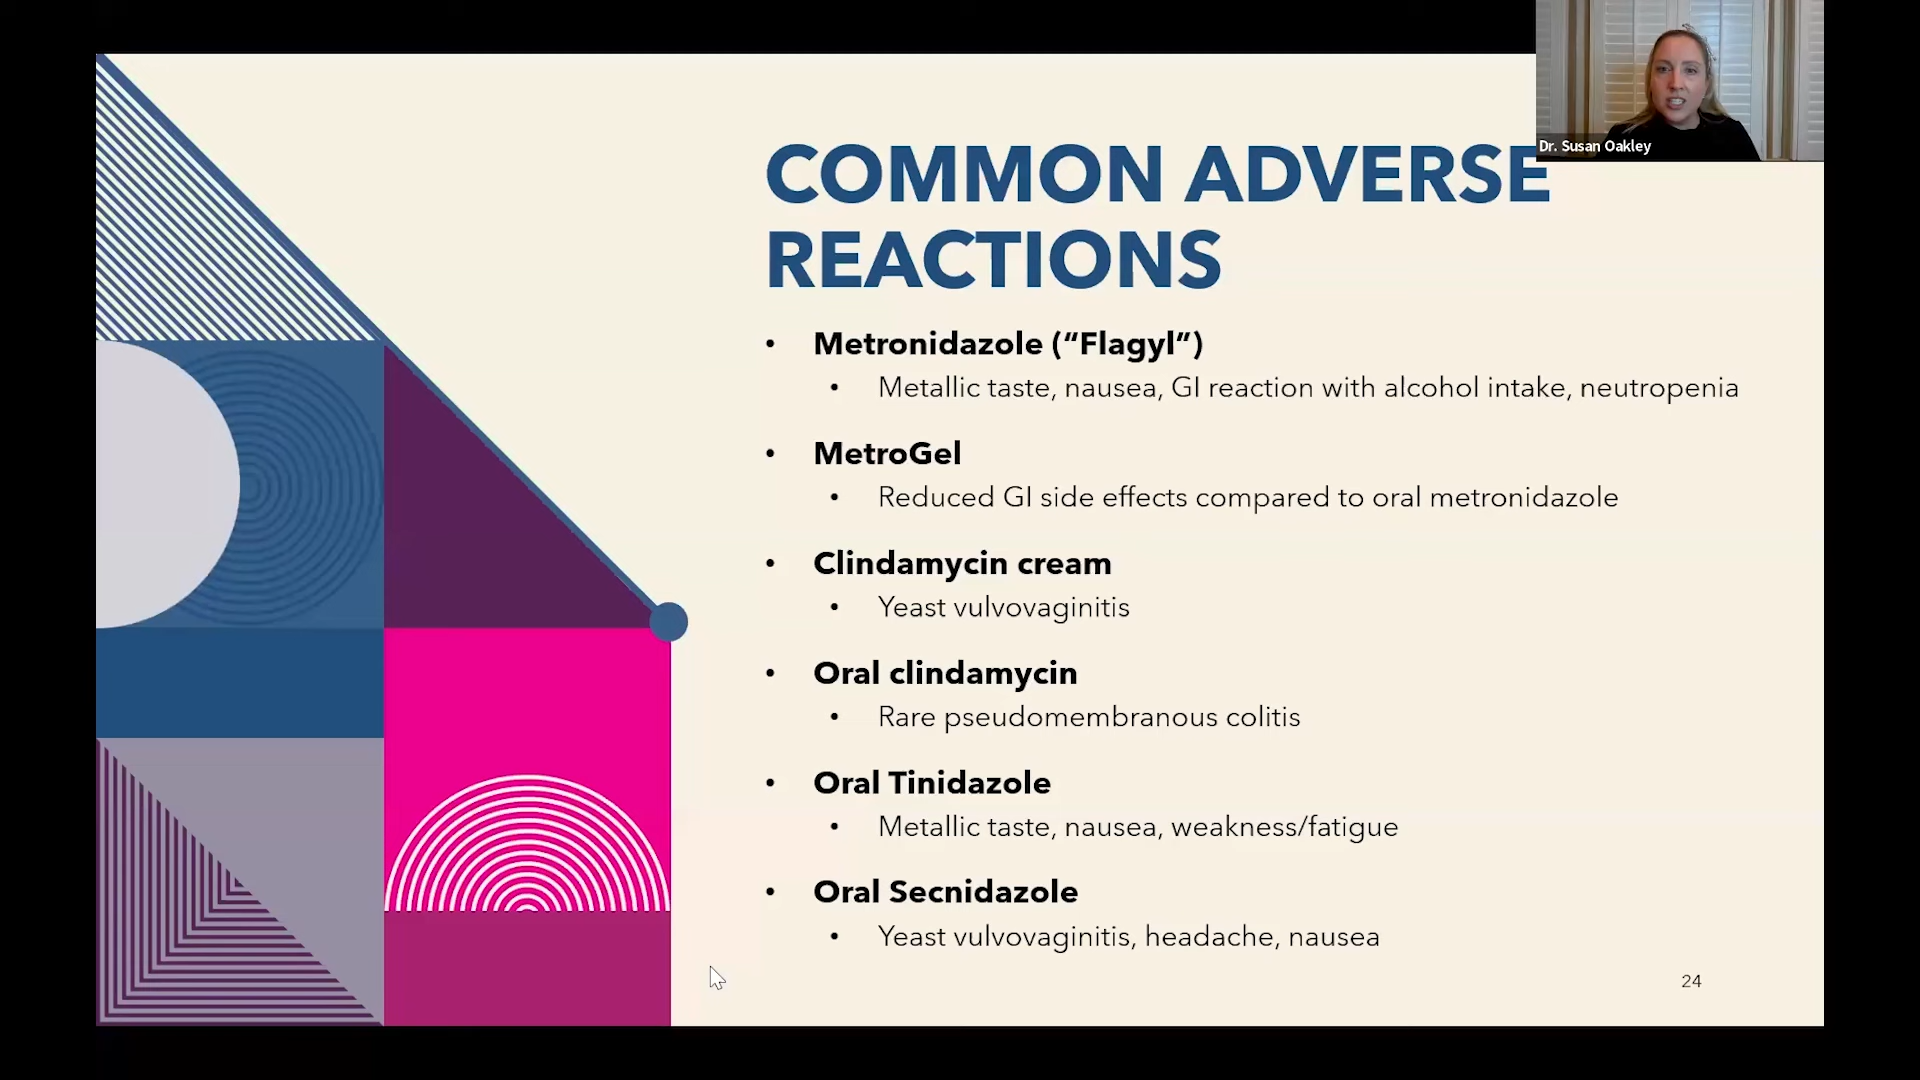 Dr. Susan Oakley
COMMON ADVERSE
REACTIONS
• Metronidazole (“Flagyl”)
• Metallic taste, nausea, GI reaction with alcohol intake, neutropenia
• MetroGel
• Reduced GI side effects compared to oral metronidazole
• Clindamycin cream
• Yeast vulvovaginitis
• Oral clindamycin
• Rare pseudomembranous colitis
• Oral Tinidazole
• Metallic taste, nausea, weakness/fatigue
• Oral Secnidazole
• Yeast vulvovaginitis, headache, nausea
24